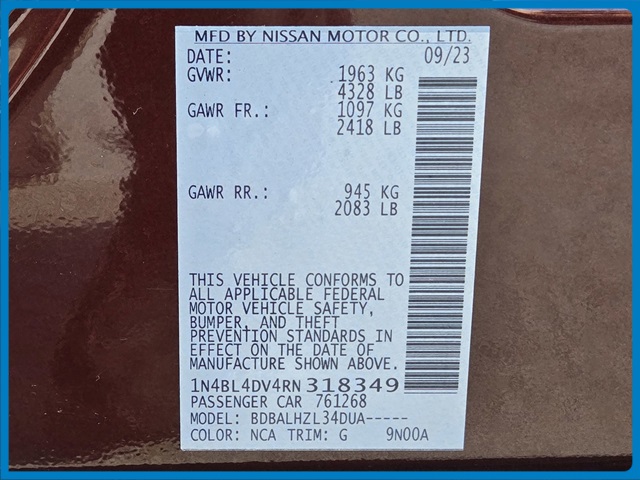 MFD BY NISSAN MOTOR CO., LTD.
DATE: 09/23
GVWR: 1963 KG
4328 LB
GAWR FR.: 1097 KG
2418 LB
GAWR RR.: 945 KG
2083 LB
THIS VEHICLE CONFORMS TO
ALL APPLICABLE FEDERAL
MOTOR VEHICLE SAFETY,
BUMPER, AND THEFT
PREVENTION STANDARDS IN
EFFECT ON THE DATE OF
MANUFACTURE SHOWN ABOVE.
1N4BL4DV4RN318349
PASSENGER CAR 761268
MODEL: BDBALHZL34DUA-----
COLOR: NCA TRIM: G 9N00A